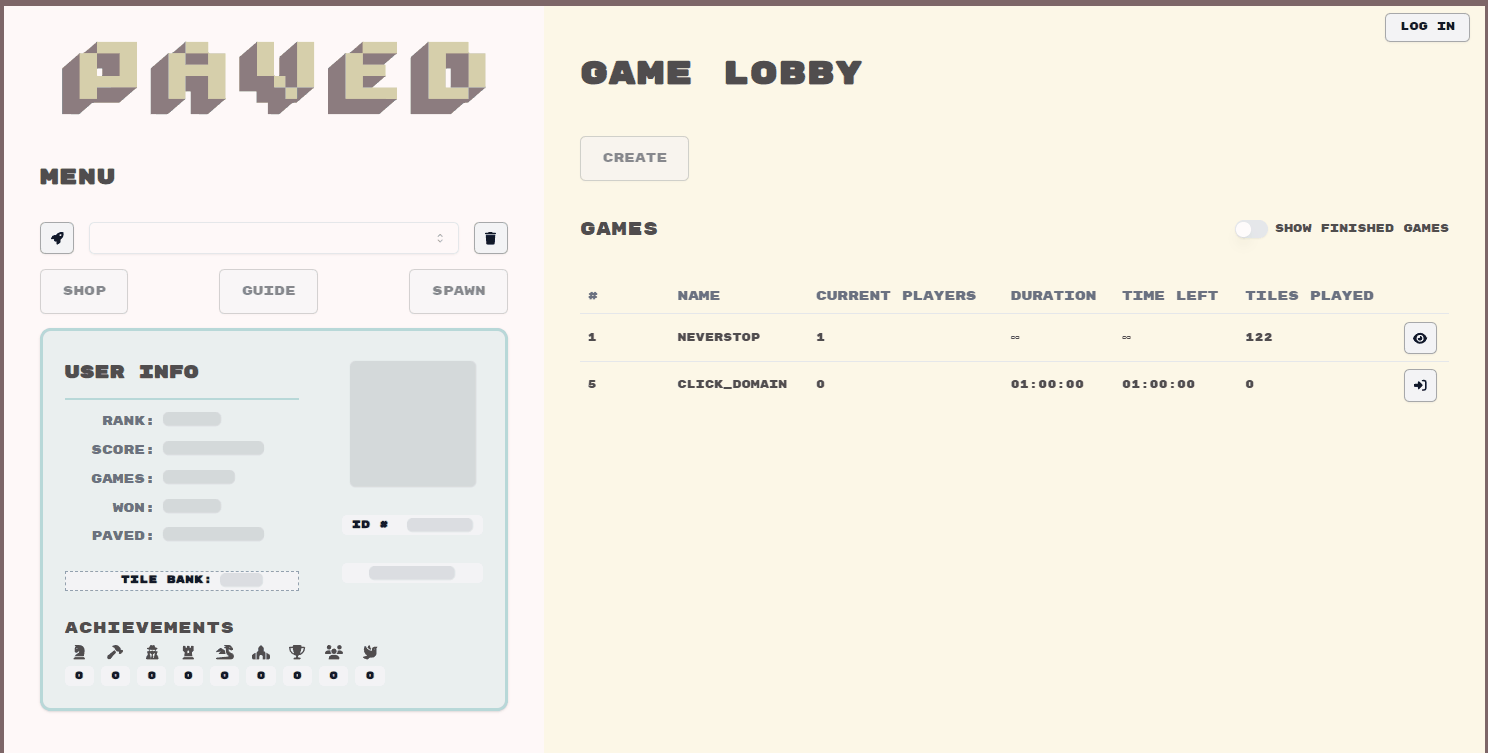 PAVED
LOG IN
GAME LOBBY
MENU
CREATE
GAMES
SHOW FINISHED GAMES
SHOP GUIDE SPAWN
# NAME CURRENT PLAYERS DURATION TIME LEFT TILES PLAYED
1 NEVERSTOP 1 ∞ ∞ 122
5 CLICK_DOMAIN 0 01:00:00 01:00:00 0
USER INFO
RANK:
SCORE:
GAMES:
WON:
PAVED:
ID #
TILE BANK:
ACHIEVEMENTS
0 0 0 0 0 0 0 0 0